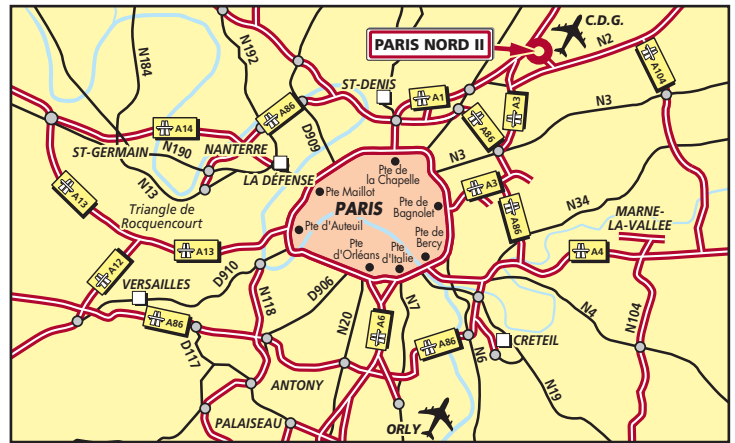 C.D.G.
PARIS NORD II
N2
N184
N192
A104
ST-DENIS
A1
A3
N3
A86
A86
D909
A14
ST-GERMAIN
N190
NANTERRE
LA DÉFENSE
N13
N3
Pte de
la Chapelle
A3
A13
Pte Maillot
PARIS
Pte de
Bagnolet
N34
Triangle de
Rocquencourt
Pte d'Auteuil
Pte de
Bercy
A86
MARNE-
LA-VALLEE
A13
Pte
d'Orléans
Pte
d'Italie
A4
A12
D910
VERSAILLES
N118
D906
N20
N7
A6
A86
D117
A86
N6
CRETEIL
N4
N104
N19
ANTONY
PALAISEAU
ORLY